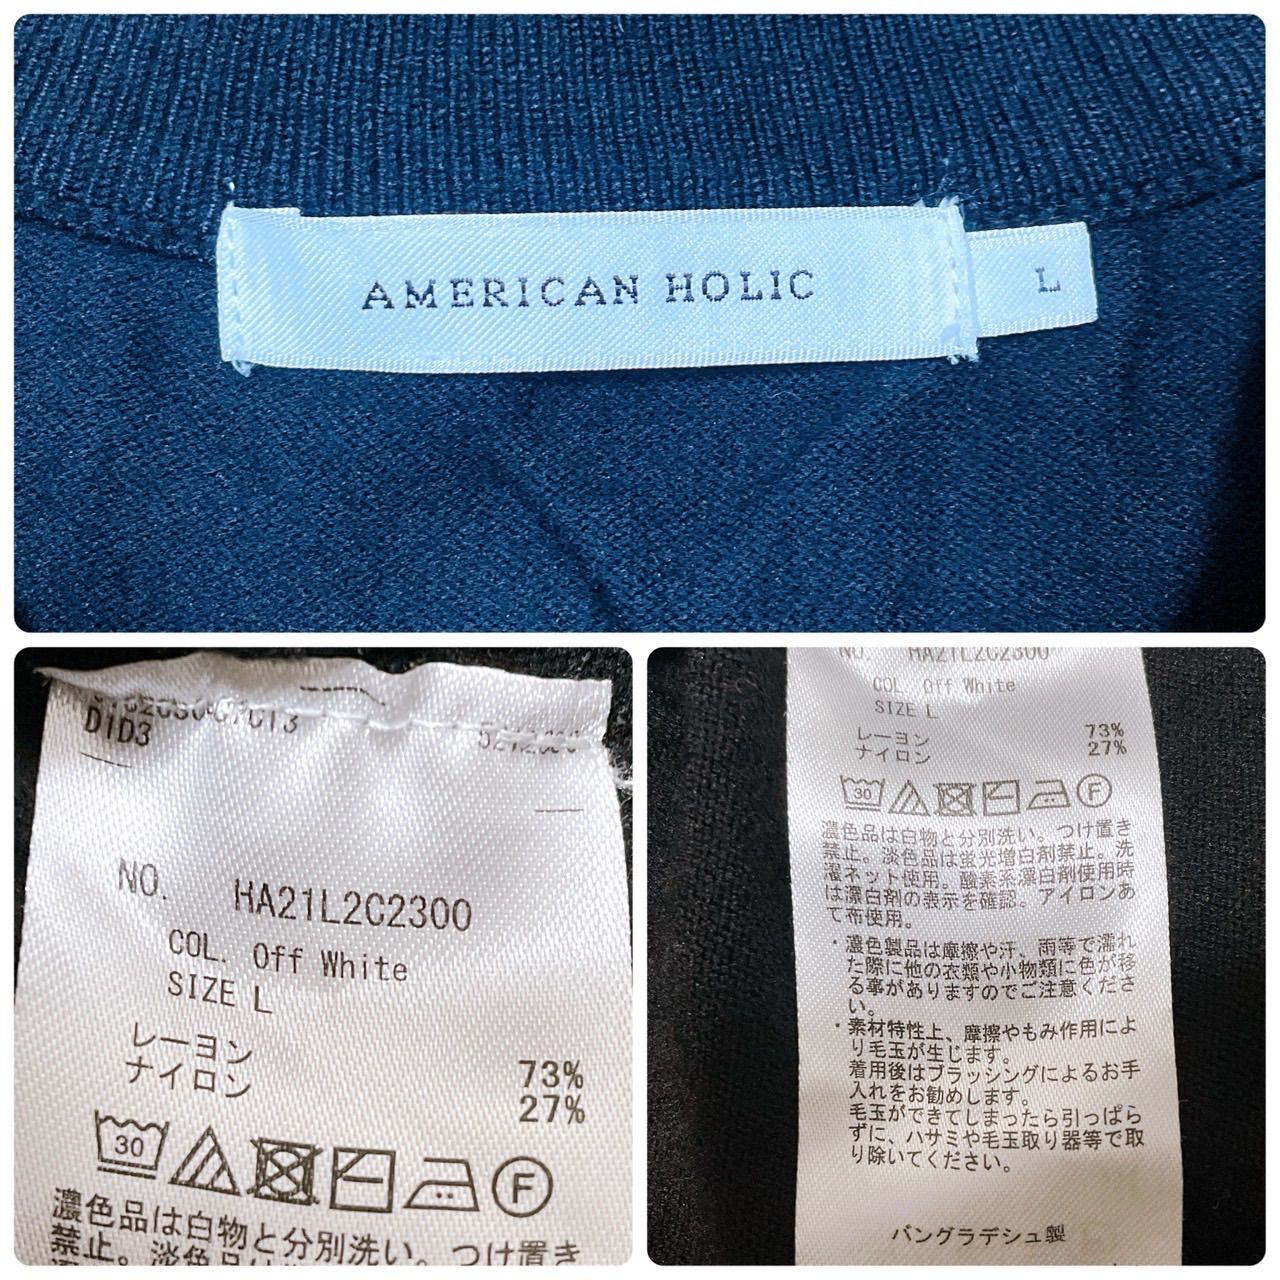 AMERICAN HOLIC
L
D1D3
NO. HA21L2C2300
COL. Off White
SIZE L
レーヨン 73%
ナイロン 27%
30
F
濃色品は白物と分別洗い。つけ置き
禁止。淡色品は蛍光増白
NO. HA21L2C2300
COL. Off White
SIZE L
レーヨン 73%
ナイロン 27%
30
F
濃色品は白物と分別洗い。つけ置き
禁止。淡色品は蛍光増白剤禁止。洗
濯ネット使用。酸素系漂白剤使用時
は漂白剤の表示を確認。アイロンあ
て布使用。
・濃色製品は摩擦や汗、雨等で濡れ
た際に他の衣類や小物類に色が移
る事がありますのでご注意くださ
い。
・素材特性上、摩擦やもみ作用によ
り毛玉が生じます。
着用後はブラッシングによるお手
入れをお勧めします。
毛玉ができてしまったら引っぱら
ずに、ハサミや毛玉取り器等で取
り除いてください。
バングラデシュ製